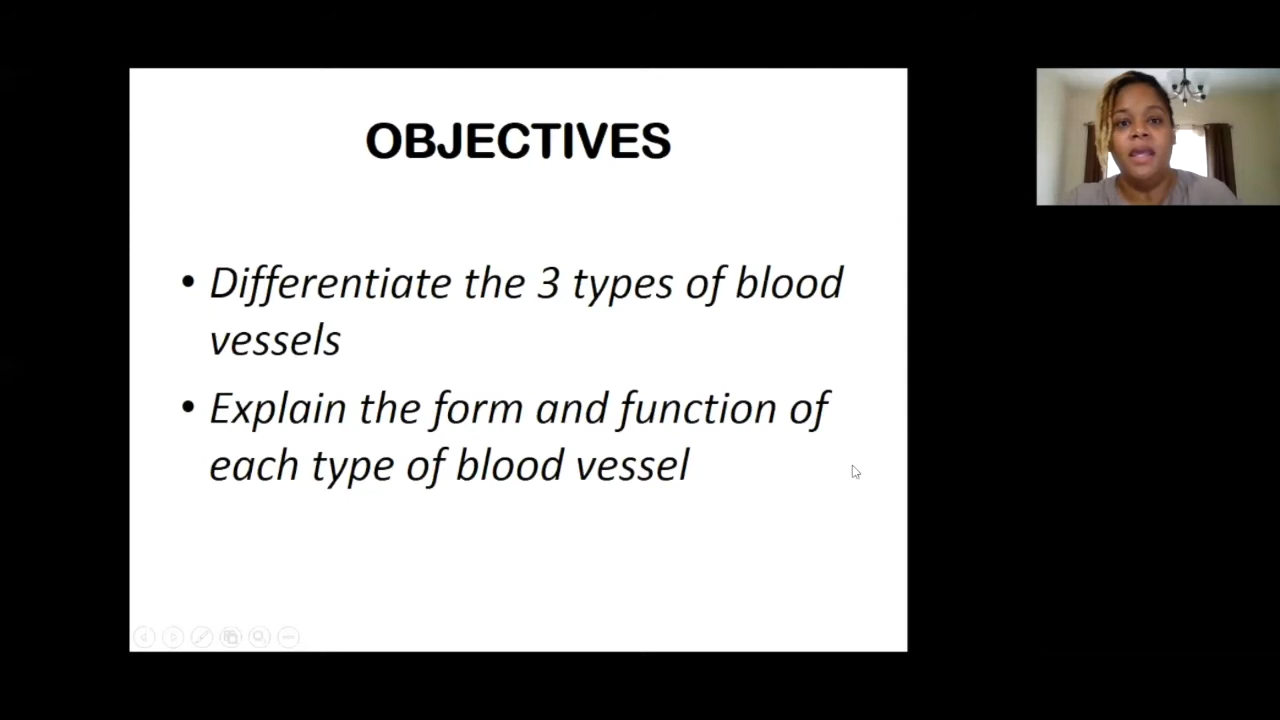 OBJECTIVES
• Differentiate the 3 types of blood
vessels
• Explain the form and function of
each type of blood vessel